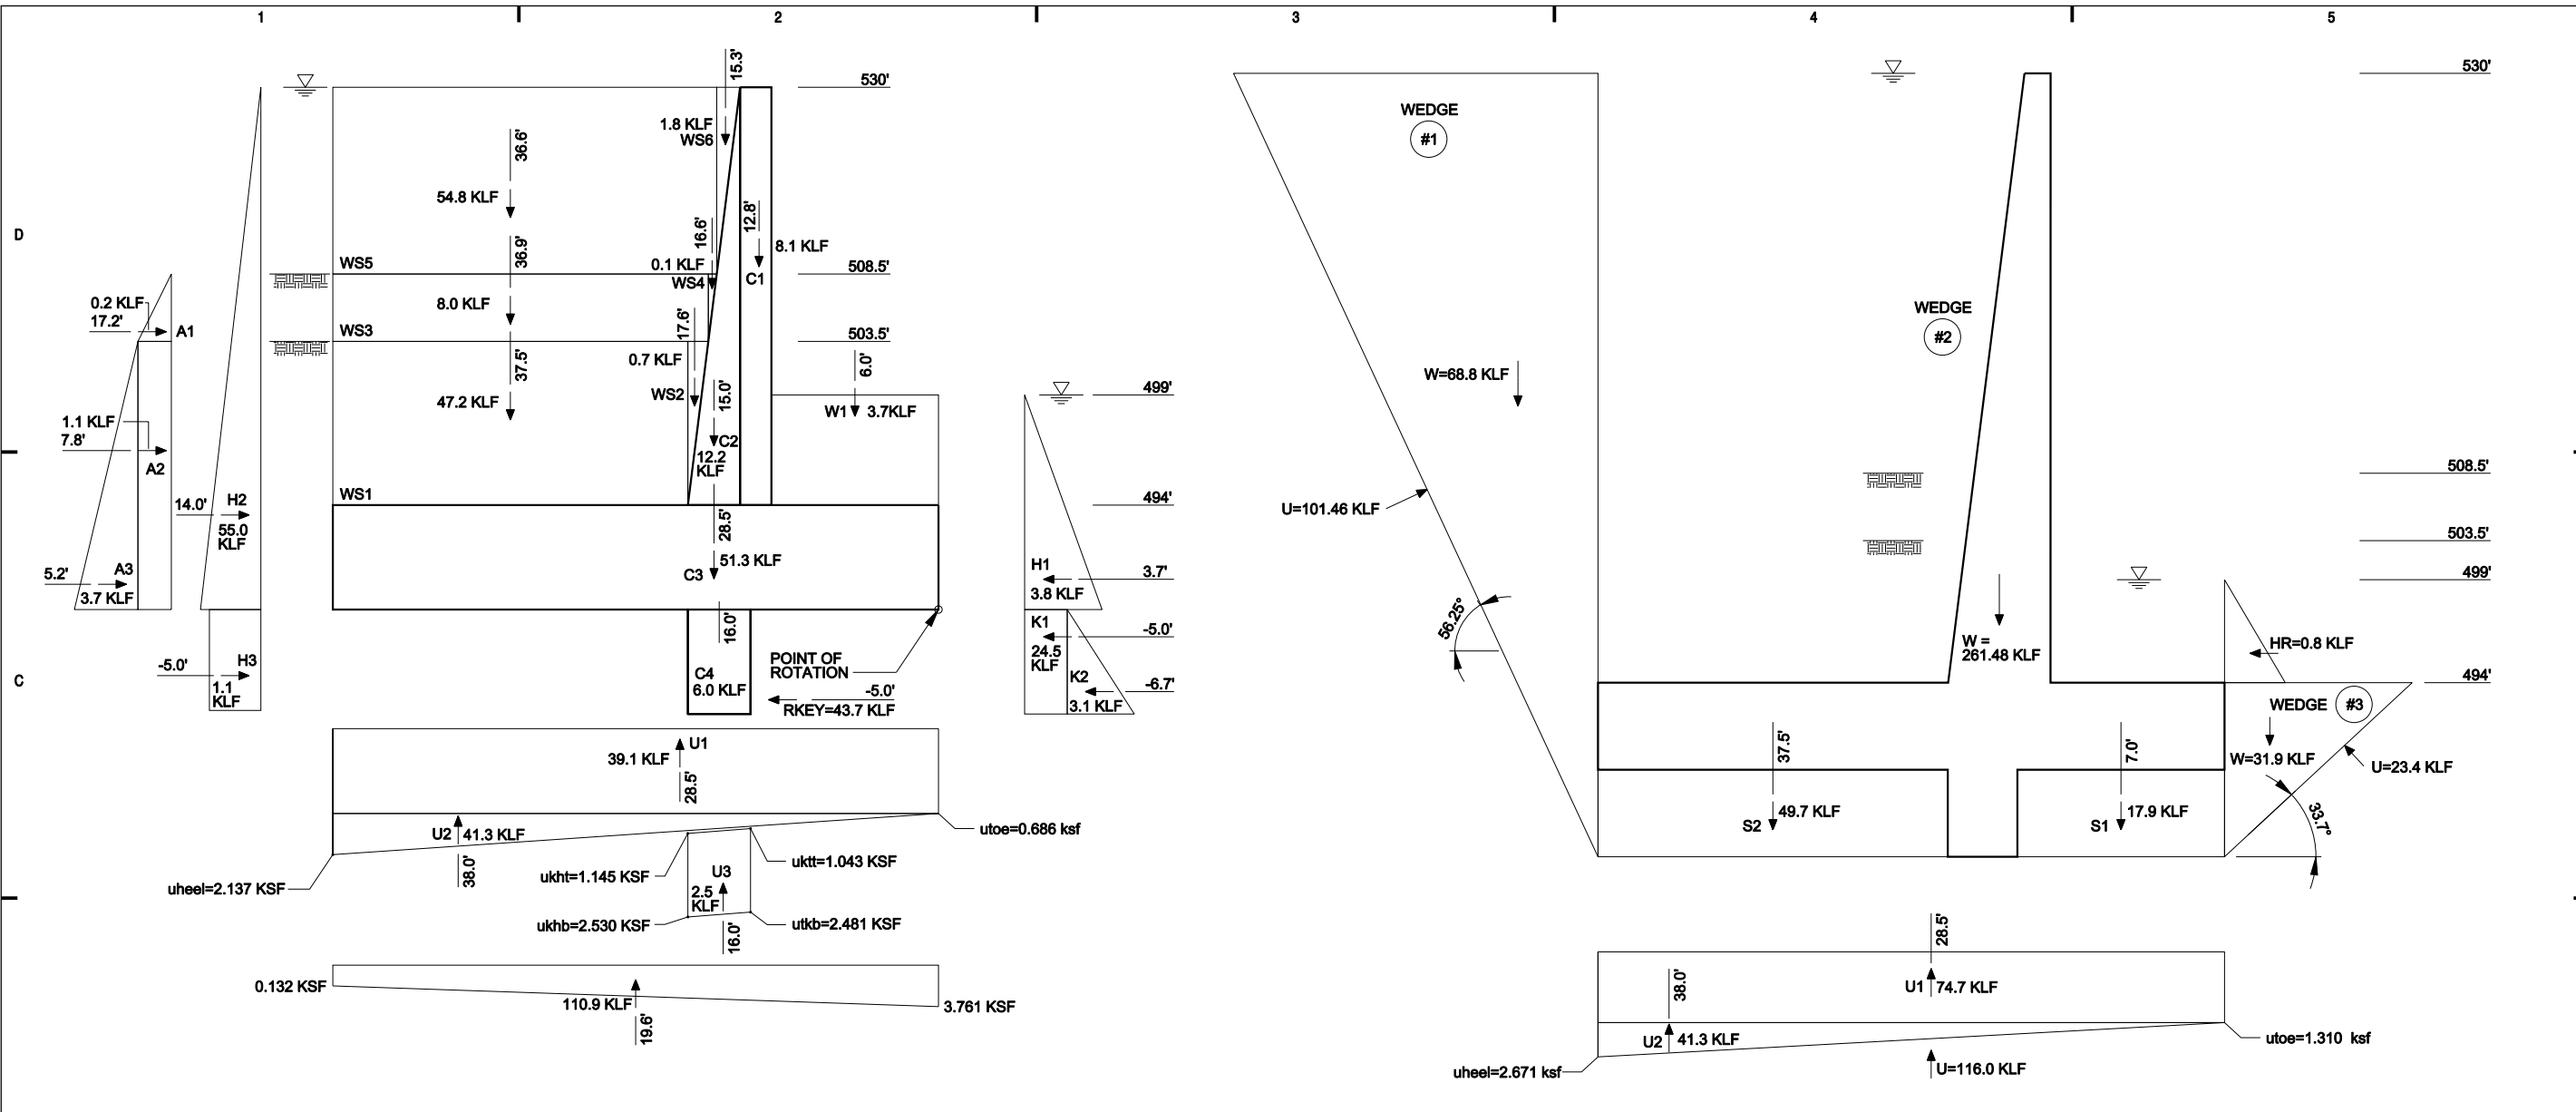 1
2
3
4
5
D
C
530'
508.5'
503.5'
499'
494'
15.3'
1.8 KLF
WS6
36.6'
54.8 KLF
36.9'
8.0 KLF
37.5'
47.2 KLF
WS5
WS3
WS1
16.6'
0.1 KLF
WS4
17.6'
0.7 KLF
WS2
12.8'
8.1 KLF
C1
15.0'
C2
12.2
KLF
6.0'
W1
3.7KLF
28.5'
51.3 KLF
C3
16.0'
C4
6.0 KLF
POINT OF
ROTATION
-5.0'
RKEY=43.7 KLF
0.2 KLF
17.2'
A1
1.1 KLF
7.8'
A2
5.2'
A3
3.7 KLF
14.0'
H2
55.0
KLF
-5.0'
H3
1.1
KLF
H1
3.8 KLF
3.7'
K1
24.5
KLF
-5.0'
K2
3.1 KLF
-6.7'
39.1 KLF
U1
28.5'
U2
41.3 KLF
38.0'
utoe=0.686 ksf
uheel=2.137 KSF
ukht=1.145 KSF
uktt=1.043 KSF
U3
2.5
KLF
ukhb=2.530 KSF
utkb=2.481 KSF
16.0'
0.132 KSF
110.9 KLF
3.761 KSF
19.6'
WEDGE
#1
W=68.8 KLF
U=101.46 KLF
56.25°
WEDGE
#2
W =
261.48 KLF
530'
508.5'
503.5'
499'
494'
HR=0.8 KLF
WEDGE
#3
W=31.9 KLF
U=23.4 KLF
33.7°
37.5'
S2
49.7 KLF
7.0'
S1
17.9 KLF
28.5'
U1
74.7 KLF
38.0'
U2
41.3 KLF
utoe=1.310 ksf
uheel=2.671 ksf
U=116.0 KLF